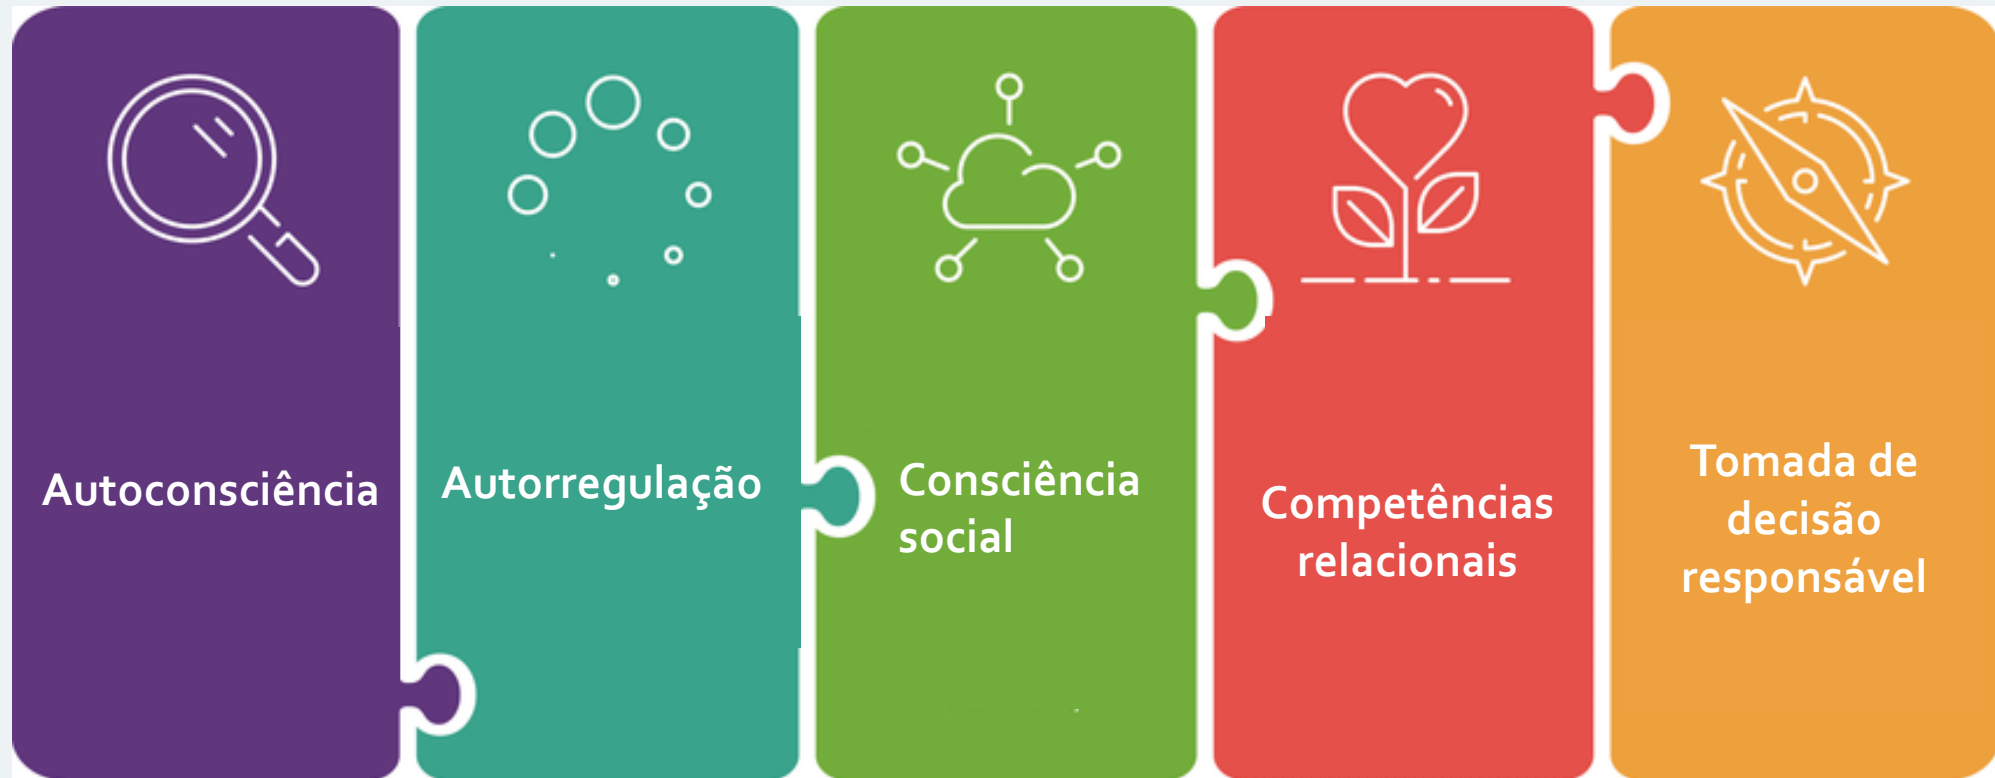 Autoconsciência
Autorregulação
Consciência
social
Competências
relacionais
Tomada de
decisão
responsável